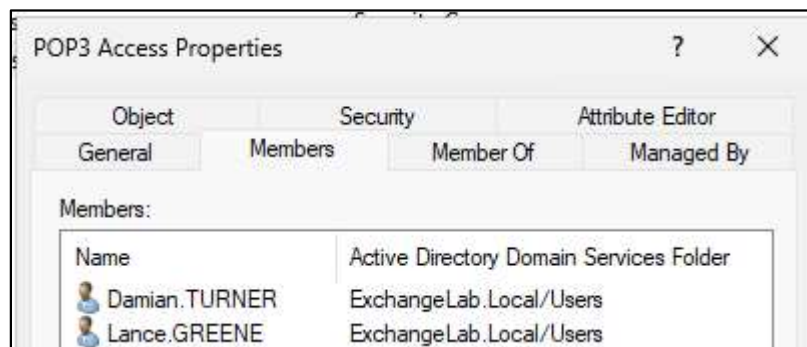 POP3 Access Properties ? ×
Object Security Attribute Editor
General Members Member Of Managed By
Members:
Name Active Directory Domain Services Folder
Damian.TURNER ExchangeLab.Local/Users
Lance.GREENE ExchangeLab.Local/Users